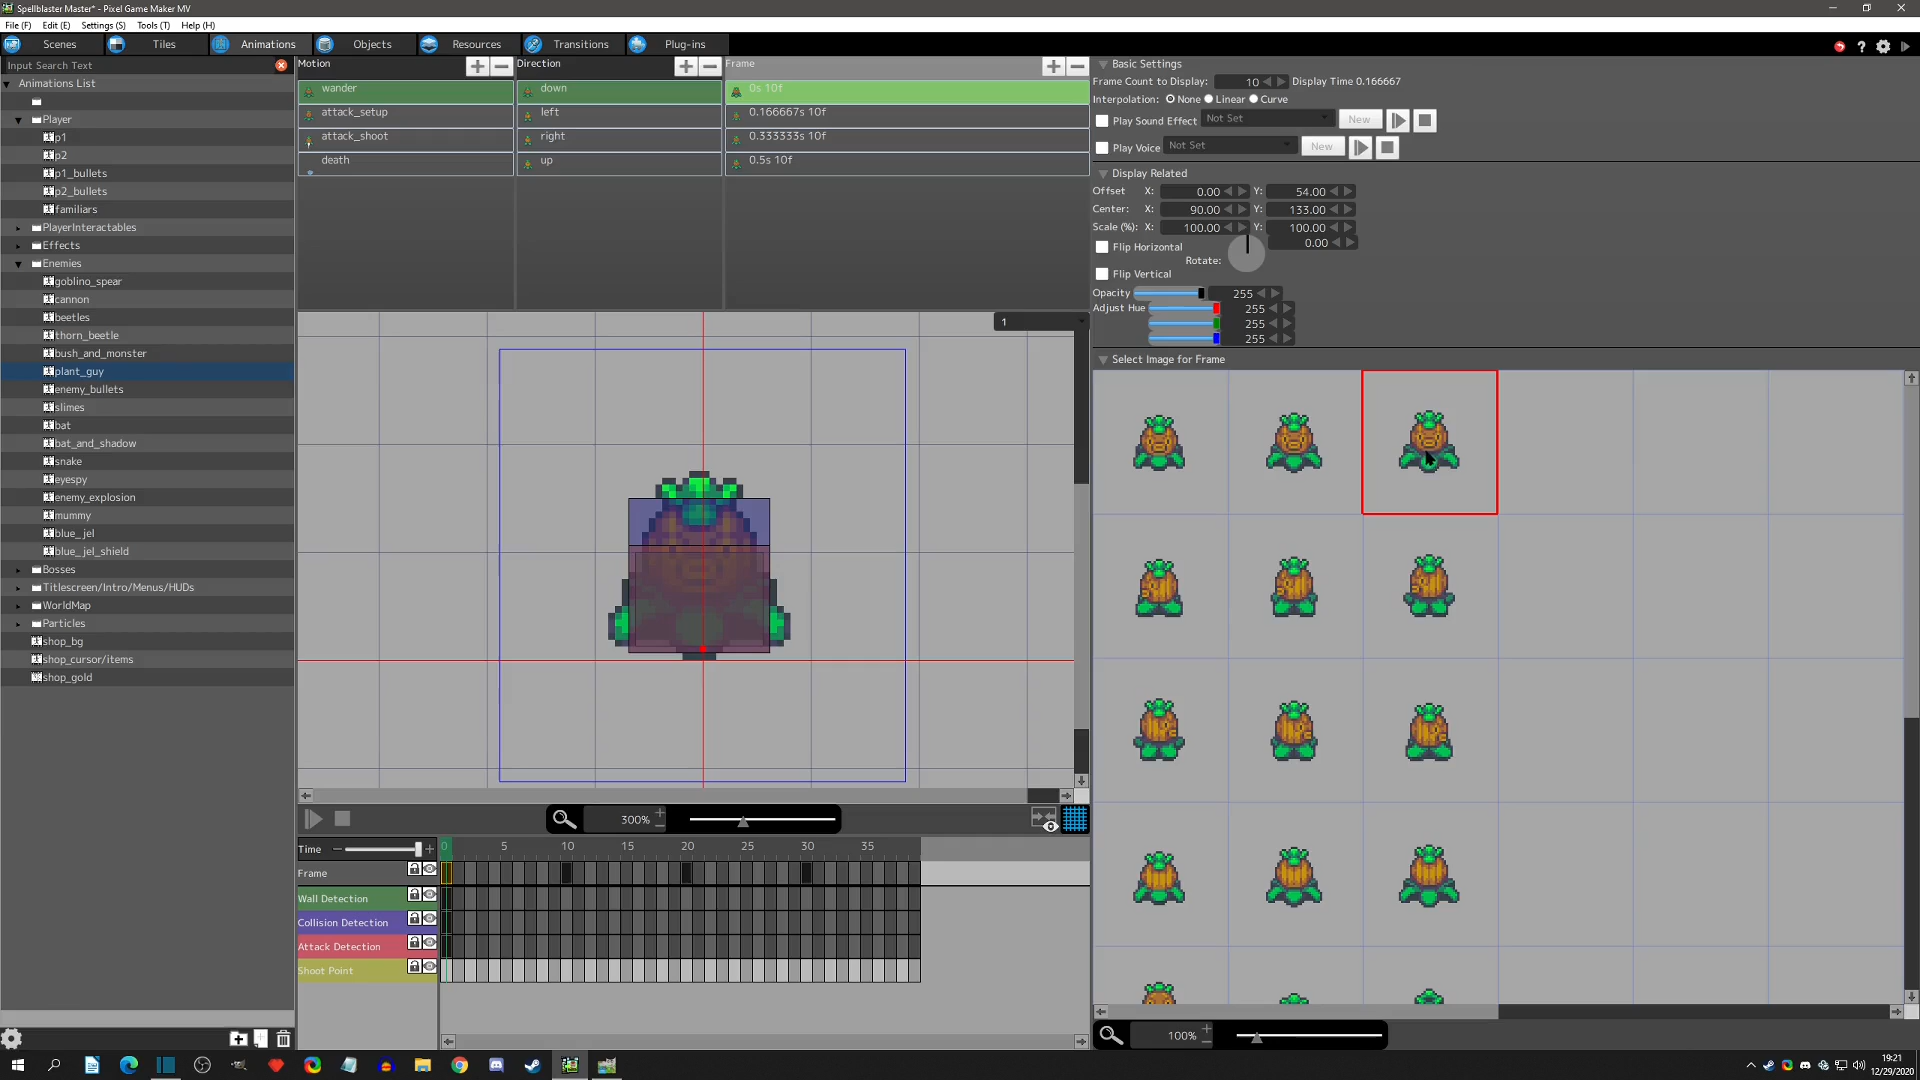 Spellblaster Master* - Pixel Game Maker MV
File (F) Edit (E) Settings (S) Tools (T) Help (H)
Scenes Tiles Animations Objects Resources Transitions Plug-ins
Input Search Text
Animations List
Player
p1
p2
p1_bullets
p2_bullets
familiars
PlayerInteractables
Effects
Enemies
goblino_spear
cannon
beetles
thorn_beetle
bush_and_monster
plant_guy
enemy_bullets
slimes
bat
bat_and_shadow
snake
eyespy
enemy_explosion
mummy
blue_jel
blue_jel_shield
Bosses
Titlescreen/Intro/Menus/HUDs
WorldMap
Particles
shop_bg
shop_cursor/items
shop_gold
Motion
wander
attack_setup
attack_shoot
death
Direction
down
left
right
up
Frame
0s 10f
0.166667s 10f
0.333333s 10f
0.5s 10f
1
300%
Time 0 5 10 15 20 25 30 35
Frame
Wall Detection
Collision Detection
Attack Detection
Shoot Point
Basic Settings
Frame Count to Display: 10 Display Time 0.166667
Interpolation: None Linear Curve
Play Sound Effect Not Set New
Play Voice Not Set New
Display Related
Offset X: 0.00 Y: 54.00
Center: X: 90.00 Y: 133.00
Scale (%): X: 100.00 Y: 100.00
Flip Horizontal 0.00
Rotate:
Flip Vertical
Opacity 255
Adjust Hue 255
255
255
Select Image for Frame
100%
19:21
12/29/2020